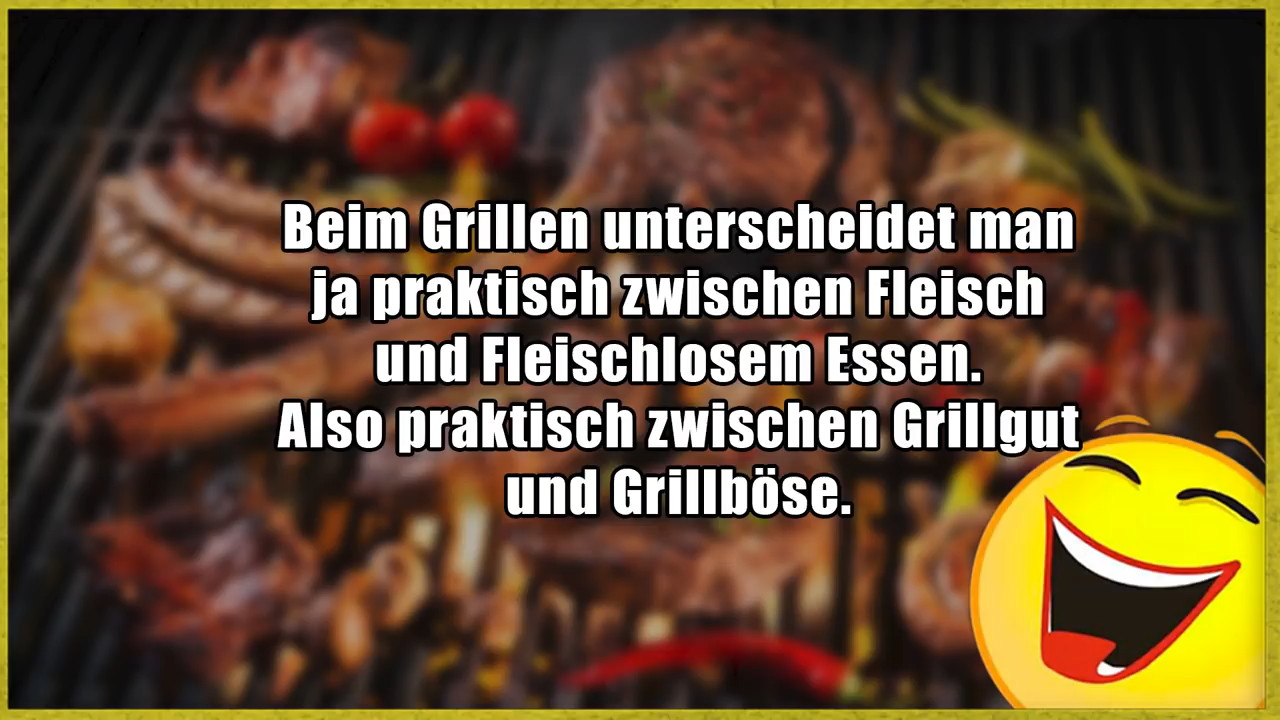 Beim Grillen unterscheidet man
ja praktisch zwischen Fleisch
und Fleischlosem Essen.
Also praktisch zwischen Grillgut
und Grillböse.